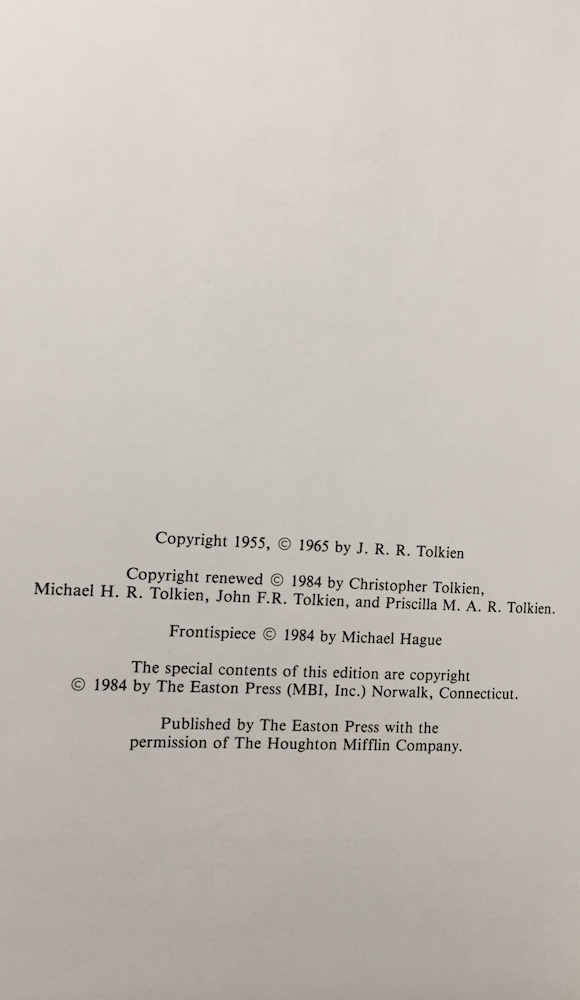 Copyright 1955, © 1965 by J. R. R. Tolkien
Copyright renewed © 1984 by Christopher Tolkien,
Michael H. R. Tolkien, John F.R. Tolkien, and Priscilla M. A. R. Tolkien.
Frontispiece © 1984 by Michael Hague
The special contents of this edition are copyright
© 1984 by The Easton Press (MBI, Inc.) Norwalk, Connecticut.
Published by The Easton Press with the
permission of The Houghton Mifflin Company.